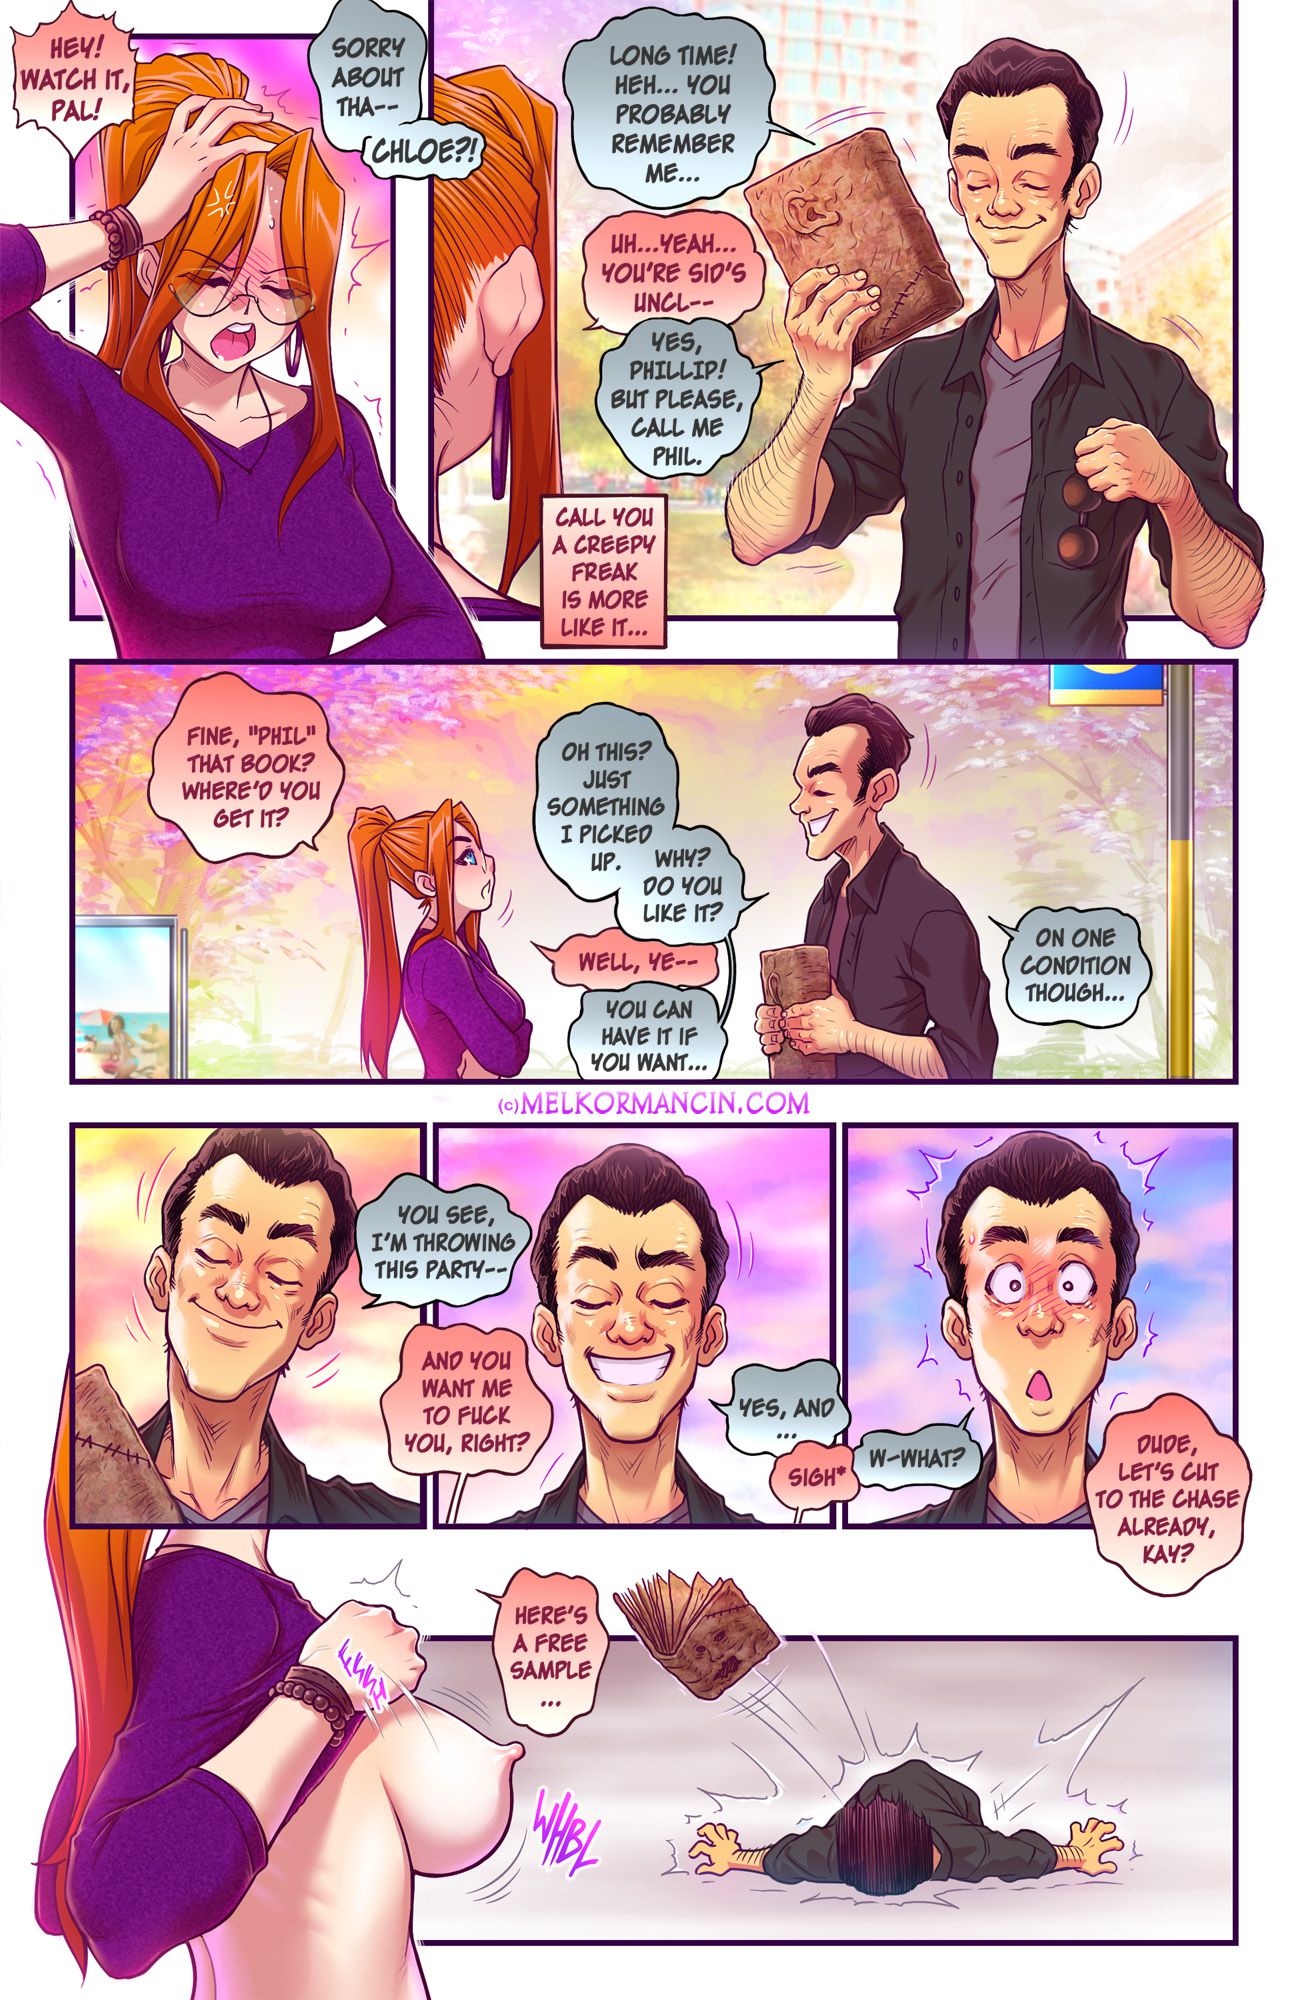 HEY!
WATCH IT,
PAL!
SORRY
ABOUT
THA--
CHLOE?!
LONG TIME!
HEH... YOU
PROBABLY
REMEMBER
ME...
UH...YEAH...
YOU'RE SID'S
UNCL--
YES,
PHILLIP!
BUT PLEASE,
CALL ME
PHIL.
CALL YOU
A CREEPY
FREAK
IS MORE
LIKE IT...
FINE, "PHIL"
THAT BOOK?
WHERE'D YOU
GET IT?
OH THIS?
JUST
SOMETHING
I PICKED
UP.
WHY?
DO YOU
LIKE IT?
WELL, YE--
YOU CAN
HAVE IT IF
YOU WANT...
ON ONE
CONDITION
THOUGH...
(c)MELKORMANCIN.COM
YOU SEE,
I'M THROWING
THIS PARTY--
AND YOU
WANT ME
TO FUCK
YOU, RIGHT?
YES, AND
...
SIGH*
W-WHAT?
DUDE,
LET'S CUT
TO THE CHASE
ALREADY,
KAY?
HERE'S
A FREE
SAMPLE
...
WHBL